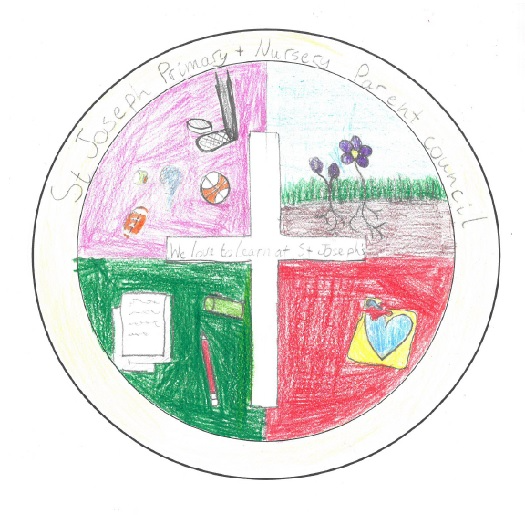 St Joseph Primary + Nursery Parent council
We love to learn at St Joseph's